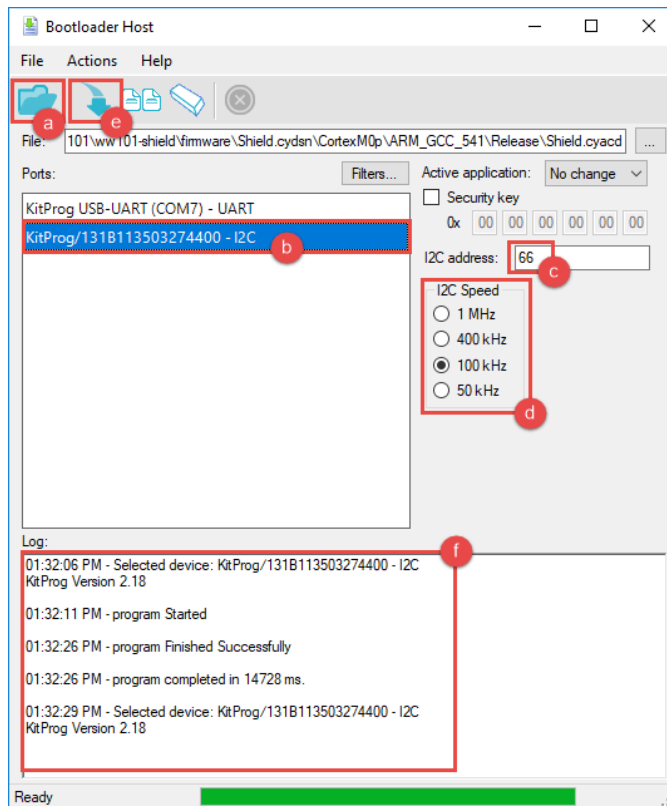 Bootloader Host
File Actions Help
a
e
File: 101\ww101-shield\firmware\Shield.cydsn\CortexM0p\ARM_GCC_541\Release\Shield.cyacd ...
Ports:
Filters...
Active application: No change
KitProg USB-UART (COM7) - UART
KitProg/131B113503274400 - I2C
b
Security key
0x 00 00 00 00 00 00
I2C address: 66
c
I2C Speed
1 MHz
400 kHz
100 kHz
50 kHz
d
Log:
f
01:32:06 PM - Selected device: KitProg/131B113503274400 - I2C
KitProg Version 2.18
01:32:11 PM - program Started
01:32:26 PM - program Finished Successfully
01:32:26 PM - program completed in 14728 ms.
01:32:29 PM - Selected device: KitProg/131B113503274400 - I2C
KitProg Version 2.18
Ready